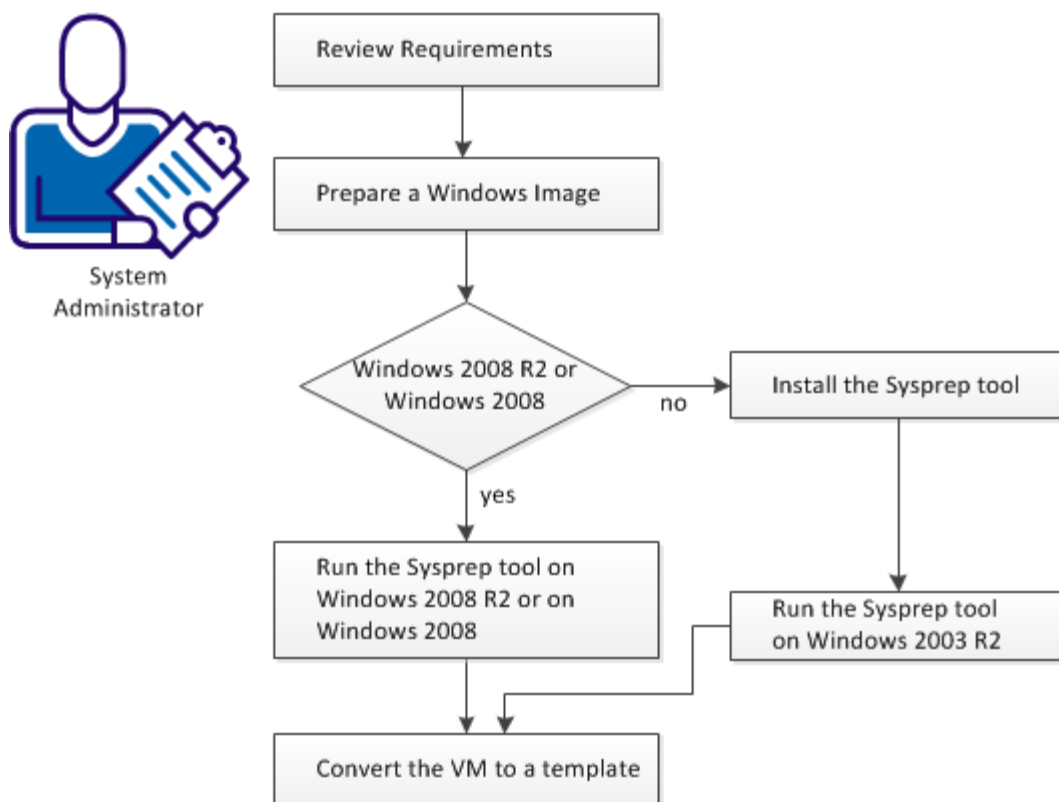 Review Requirements
Prepare a Windows Image
System
Administrator
Windows 2008 R2 or
Windows 2008
no
Install the Sysprep tool
yes
Run the Sysprep tool on
Windows 2008 R2 or on
Windows 2008
Run the Sysprep tool
on Windows 2003 R2
Convert the VM to a template